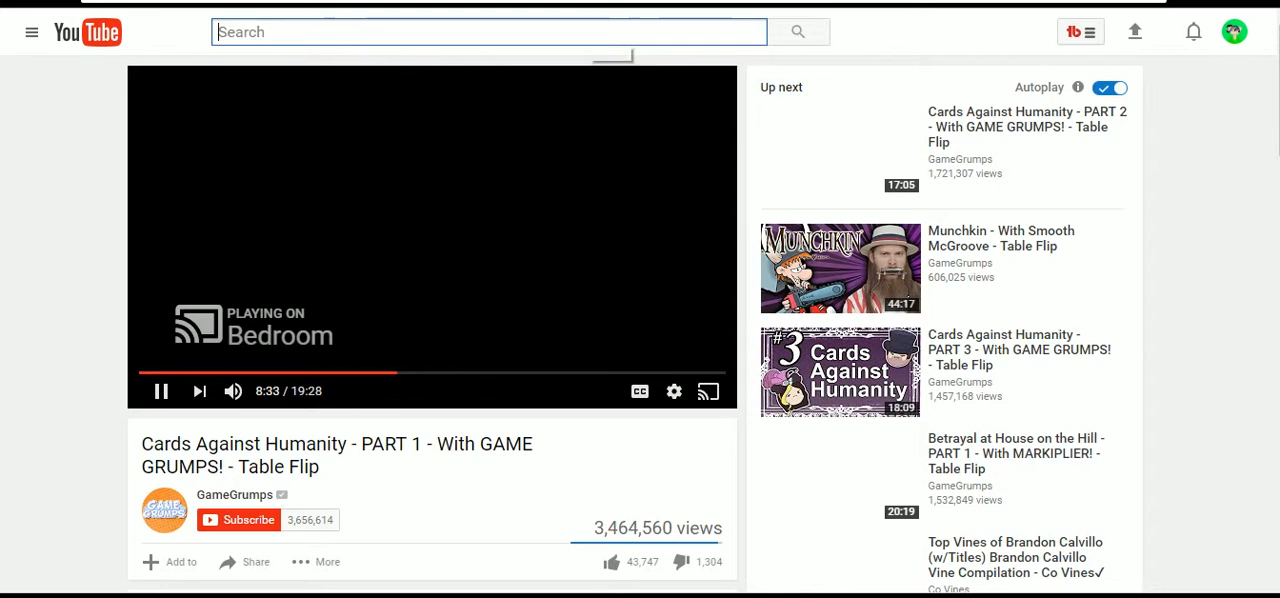 YouTube
Search
tb
PLAYING ON
Bedroom
8:33 / 19:28
CC
Cards Against Humanity - PART 1 - With GAME
GRUMPS! - Table Flip
GAME
GRUMPS
GameGrumps
Subscribe 3,656,614
3,464,560 views
Add to Share More 43,747 1,304
Up next Autoplay
Cards Against Humanity - PART 2
- With GAME GRUMPS! - Table
Flip
GameGrumps
1,721,307 views
17:05
MUNCHKIN
44:17
Munchkin - With Smooth
McGroove - Table Flip
GameGrumps
606,025 views
#3
Cards
Against
Humanity
18:09
Cards Against Humanity -
PART 3 - With GAME GRUMPS!
- Table Flip
GameGrumps
1,457,168 views
Betrayal at House on the Hill -
PART 1 - With MARKIPLIER! -
Table Flip
GameGrumps
1,532,849 views
20:19
Top Vines of Brandon Calvillo
(w/Titles) Brandon Calvillo
Vine Compilation - Co Vines✓
Co Vines